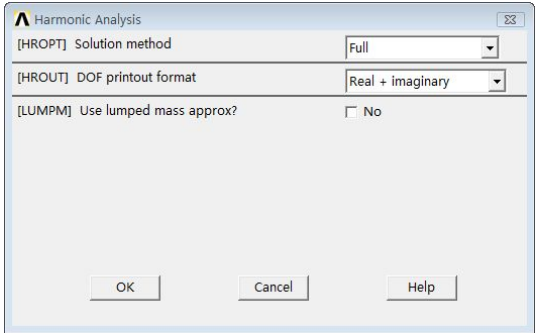 Harmonic Analysis
[HROPT] Solution method Full
[HROUT] DOF printout format Real + imaginary
[LUMPM] Use lumped mass approx? No
OK Cancel Help